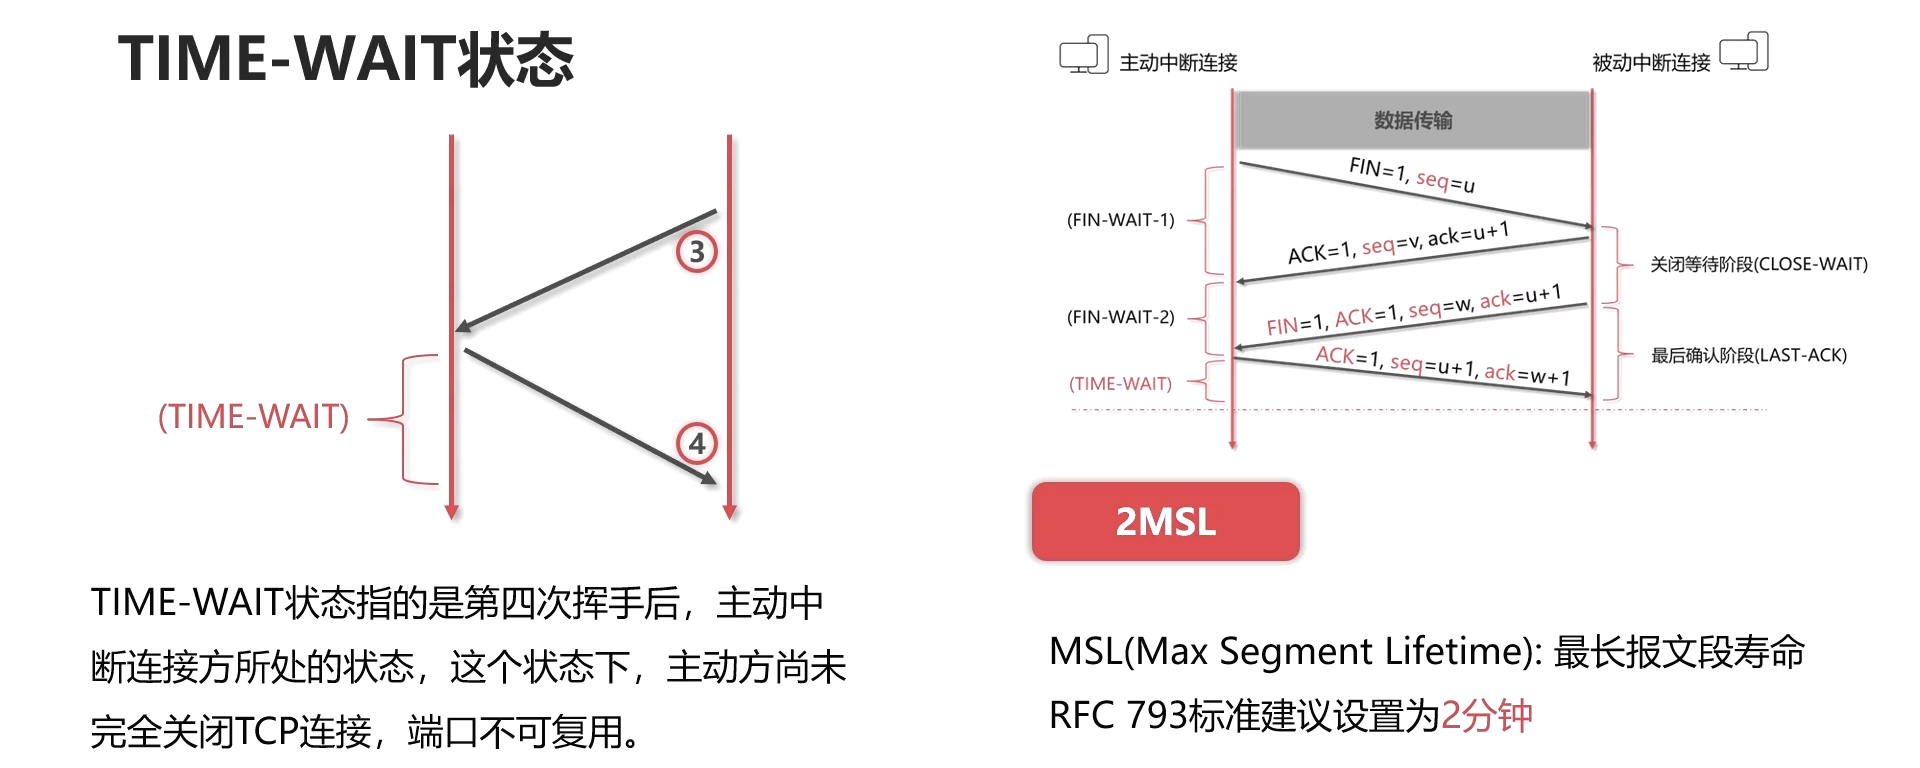 TIME-WAIT状态
③
(TIME-WAIT)
④
TIME-WAIT状态指的是第四次挥手后，主动中
断连接方所处的状态，这个状态下，主动方尚未
完全关闭TCP连接，端口不可复用。
主动中断连接
被动中断连接
数据传输
FIN=1, seq=u
(FIN-WAIT-1)
ACK=1, seq=v, ack=u+1
关闭等待阶段(CLOSE-WAIT)
(FIN-WAIT-2)
FIN=1, ACK=1, seq=w, ack=u+1
最后确认阶段(LAST-ACK)
ACK=1, seq=u+1, ack=w+1
(TIME-WAIT)
2MSL
MSL(Max Segment Lifetime): 最长报文段寿命
RFC 793标准建议设置为2分钟